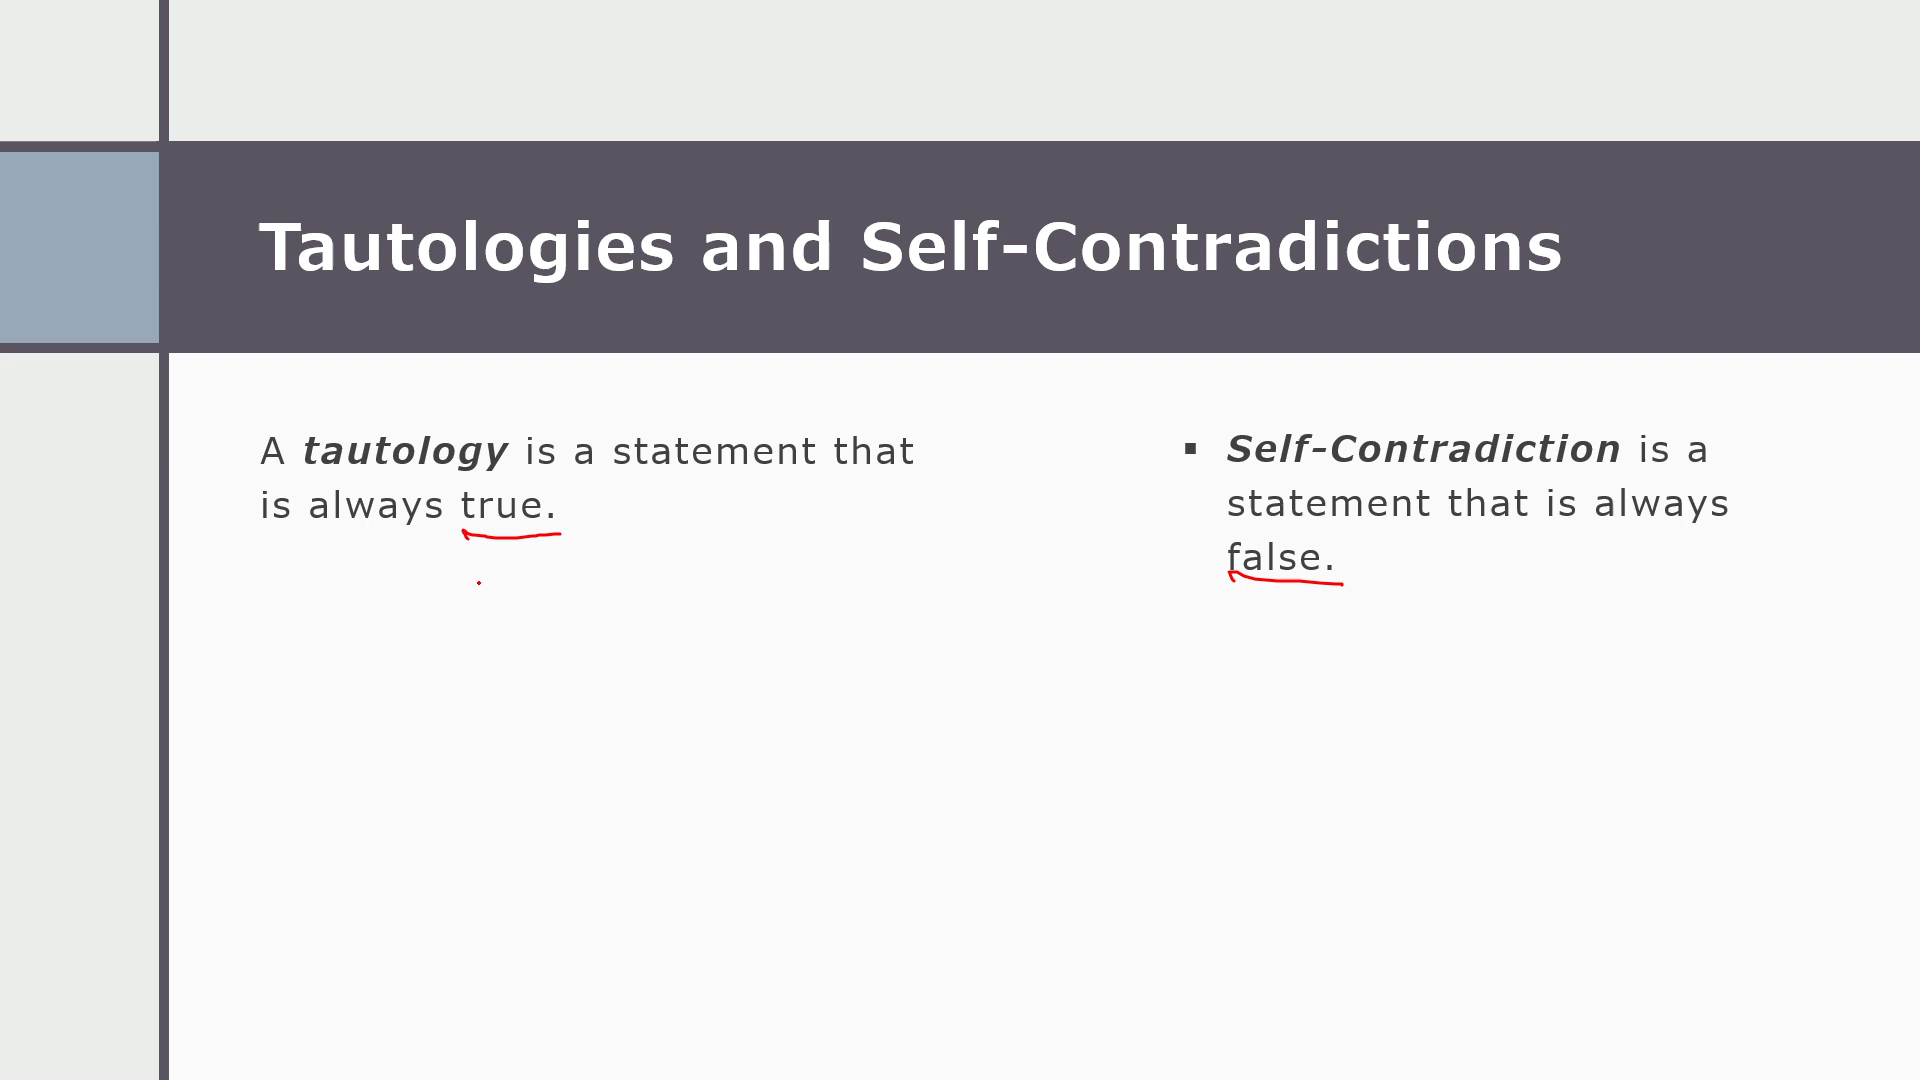 Tautologies and Self-Contradictions
A tautology is a statement that
is always true.
▪ Self-Contradiction is a
statement that is always
false.